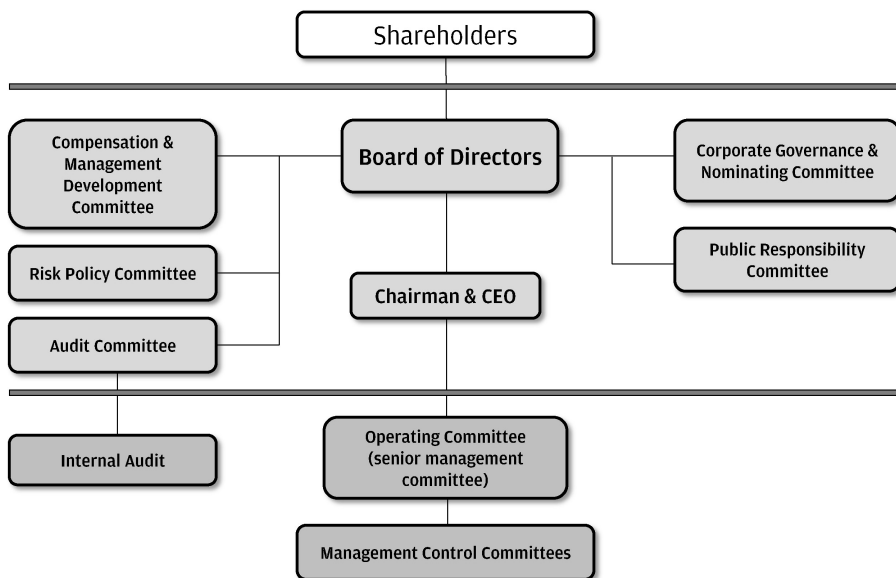 Shareholders
Compensation &
Management
Development
Committee
Board of Directors
Corporate Governance &
Nominating Committee
Risk Policy Committee
Public Responsibility
Committee
Chairman & CEO
Audit Committee
Internal Audit
Operating Committee
(senior management
committee)
Management Control Committees